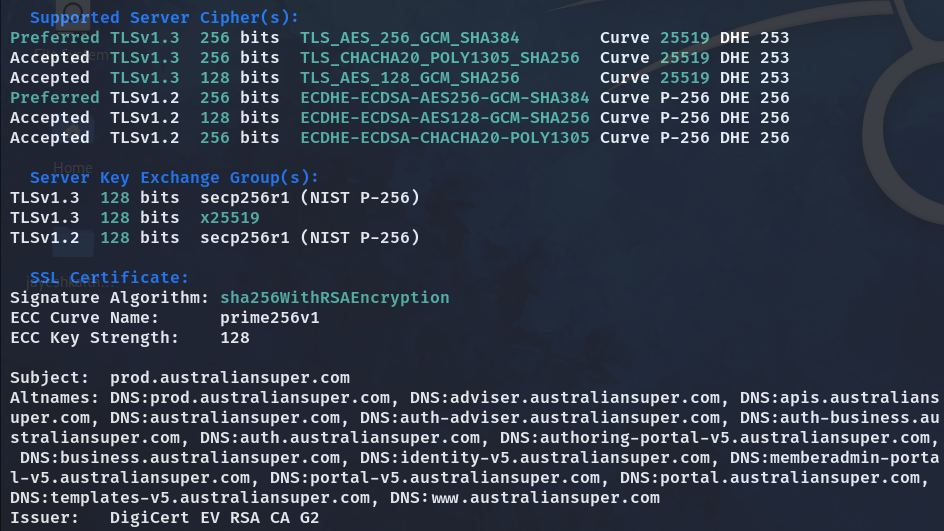 Supported Server Cipher(s):
Preferred TLSv1.3  256 bits  TLS_AES_256_GCM_SHA384        Curve 25519 DHE 253
Accepted  TLSv1.3  256 bits  TLS_CHACHA20_POLY1305_SHA256  Curve 25519 DHE 253
Accepted  TLSv1.3  128 bits  TLS_AES_128_GCM_SHA256        Curve 25519 DHE 253
Preferred TLSv1.2  256 bits  ECDHE-ECDSA-AES256-GCM-SHA384 Curve P-256 DHE 256
Accepted  TLSv1.2  128 bits  ECDHE-ECDSA-AES128-GCM-SHA256 Curve P-256 DHE 256
Accepted  TLSv1.2  256 bits  ECDHE-ECDSA-CHACHA20-POLY1305 Curve P-256 DHE 256
Home
Server Key Exchange Group(s):
TLSv1.3  128 bits  secp256r1 (NIST P-256)
TLSv1.3  128 bits  x25519
TLSv1.2  128 bits  secp256r1 (NIST P-256)
SSL Certificate:
Signature Algorithm: sha256WithRSAEncryption
ECC Curve Name:      prime256v1
ECC Key Strength:    128
Subject:  prod.australiansuper.com
Altnames: DNS:prod.australiansuper.com, DNS:adviser.australiansuper.com, DNS:apis.australians
uper.com, DNS:australiansuper.com, DNS:auth-adviser.australiansuper.com, DNS:auth-business.au
straliansuper.com, DNS:auth.australiansuper.com, DNS:authoring-portal-v5.australiansuper.com,
DNS:business.australiansuper.com, DNS:identity-v5.australiansuper.com, DNS:memberadmin-porta
l-v5.australiansuper.com, DNS:portal-v5.australiansuper.com, DNS:portal.australiansuper.com,
DNS:templates-v5.australiansuper.com, DNS:www.australiansuper.com
Issuer:   DigiCert EV RSA CA G2